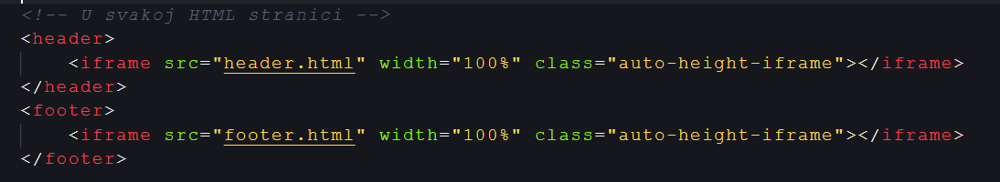 <!-- U svakoj HTML stranici -->
<header>
    <iframe src="header.html" width="100%" class="auto-height-iframe"></iframe>
</header>
<footer>
    <iframe src="footer.html" width="100%" class="auto-height-iframe"></iframe>
</footer>